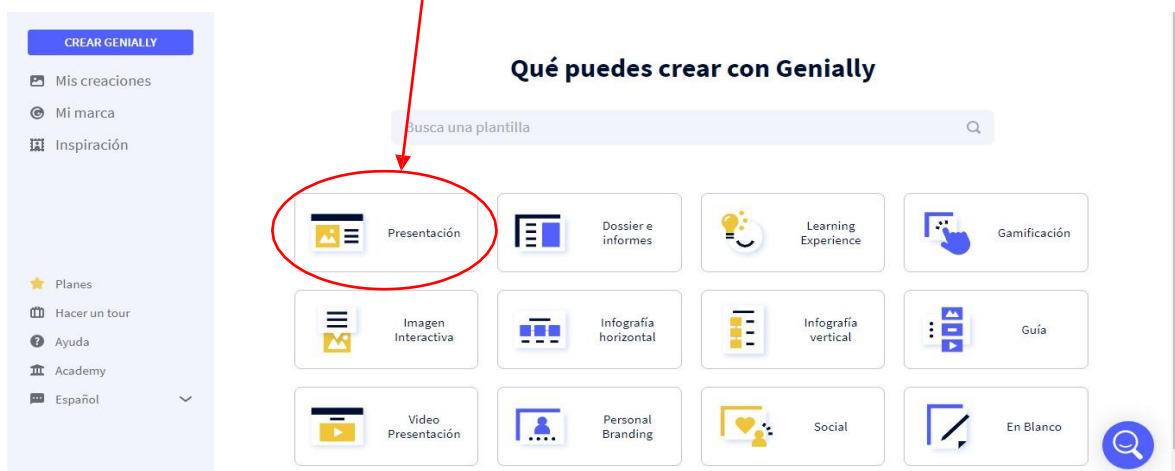 CREAR GENIALLY
Mis creaciones
Mi marca
Inspiración
Planes
Hacer un tour
Ayuda
Academy
Español
Qué puedes crear con Genially
Busca una plantilla
Presentación
Dossier e
informes
Learning
Experience
Gamificación
Imagen
Interactiva
Infografía
horizontal
Infografía
vertical
Guía
Video
Presentación
Personal
Branding
Social
En Blanco